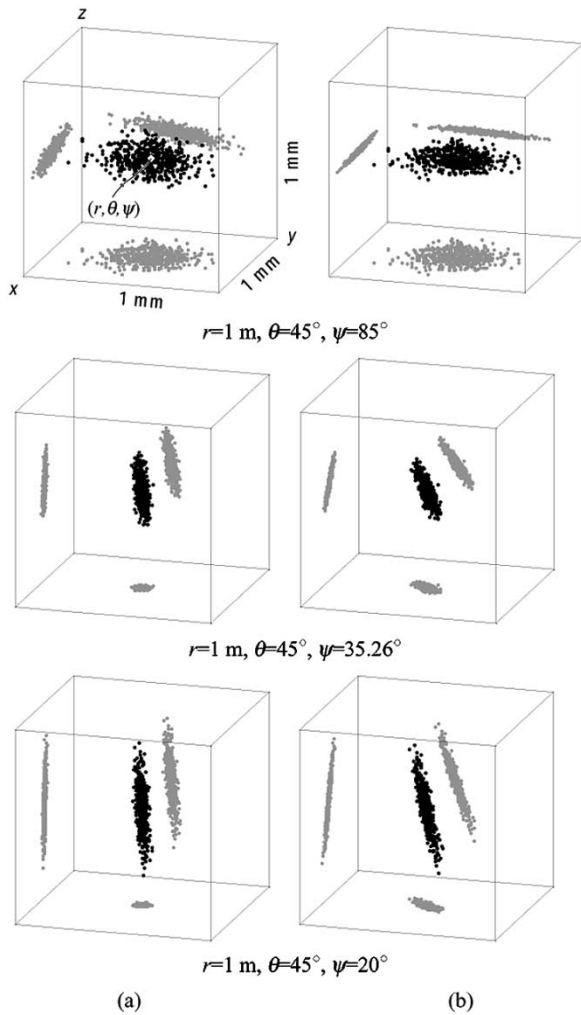 z
(r, θ, ψ)
1 mm
y
x
1 mm
1 mm
r=1 m, θ=45°, ψ=85°
r=1 m, θ=45°, ψ=35.26°
r=1 m, θ=45°, ψ=20°
(a) (b)